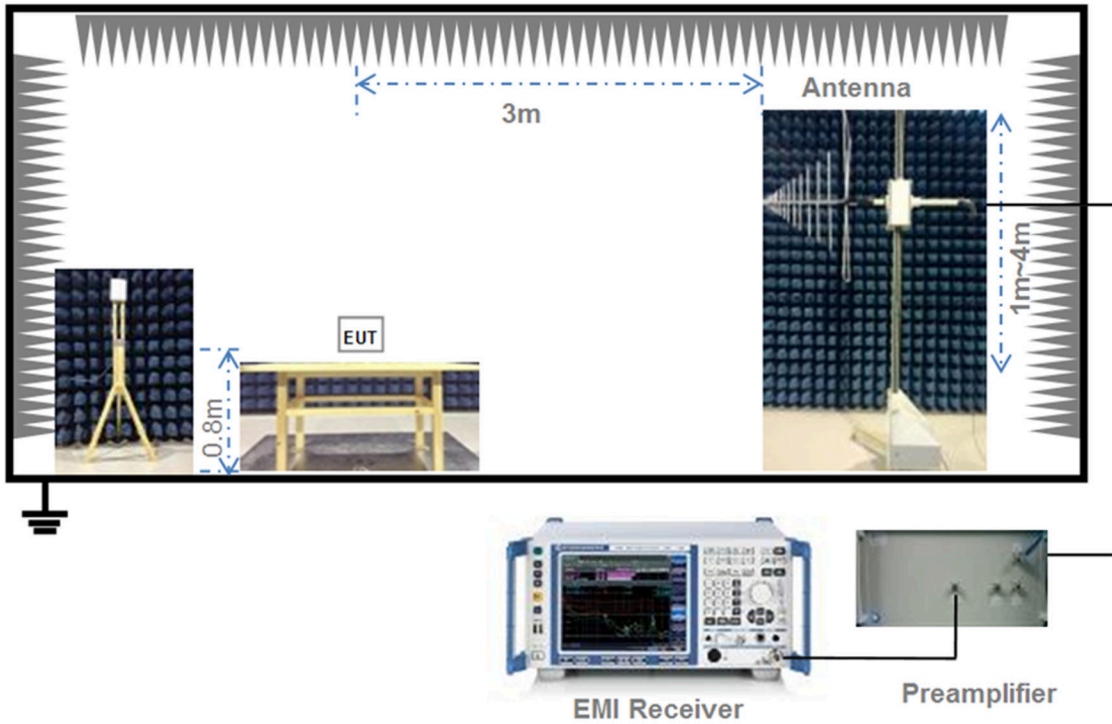 Antenna
3m
1m~4m
EUT
0.8m
EMI Receiver
Preamplifier